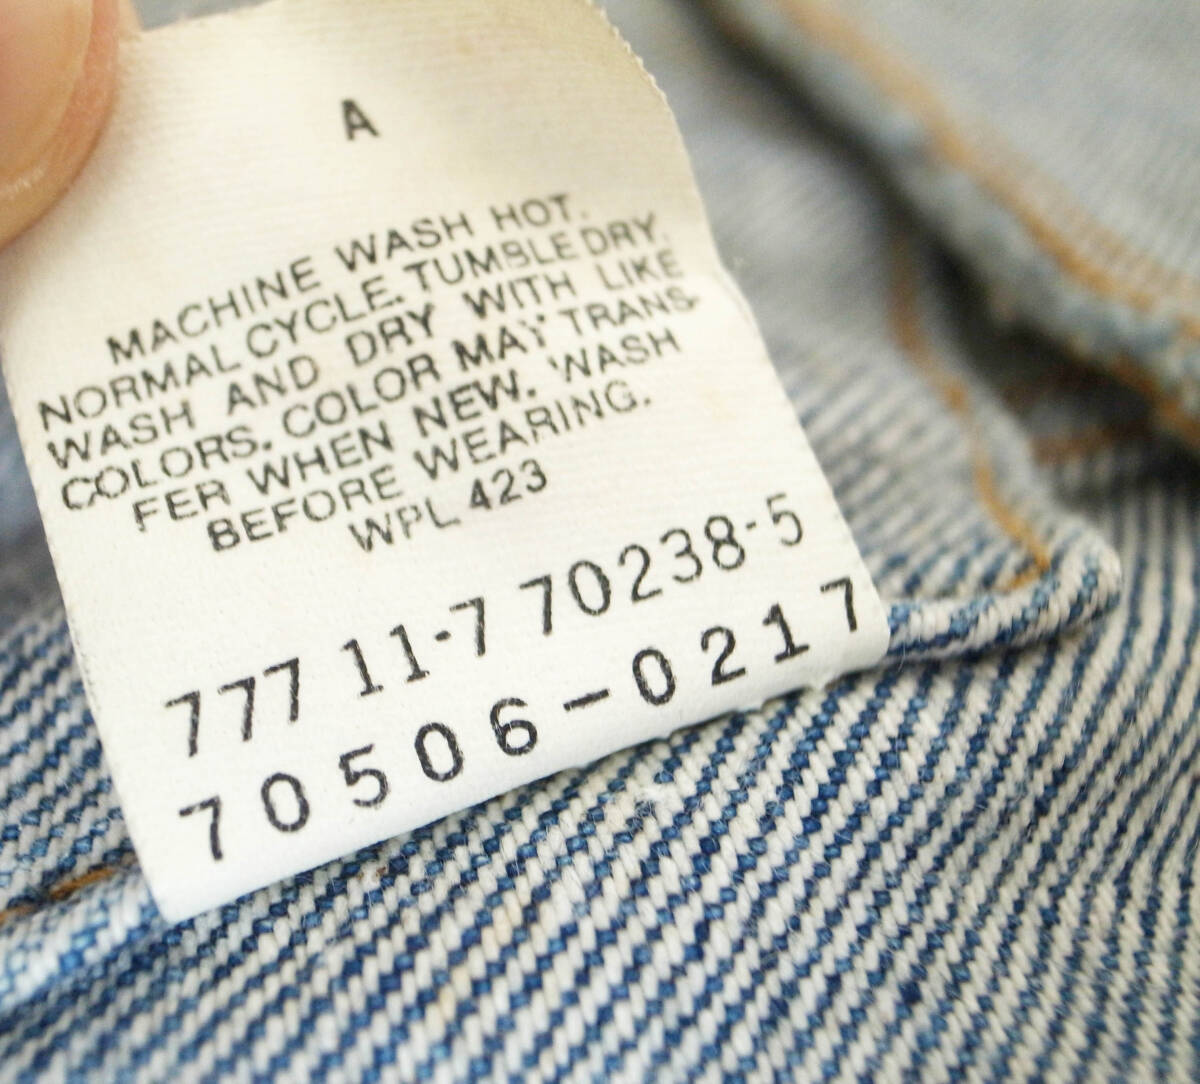 A
MACHINE WASH HOT.
NORMAL CYCLE. TUMBLE DRY.
WASH AND DRY WITH LIKE
COLORS. COLOR MAY TRANS-
FER WHEN NEW. WASH
BEFORE WEARING.
WPL 423
777 11-7 70238-5
70506-0217